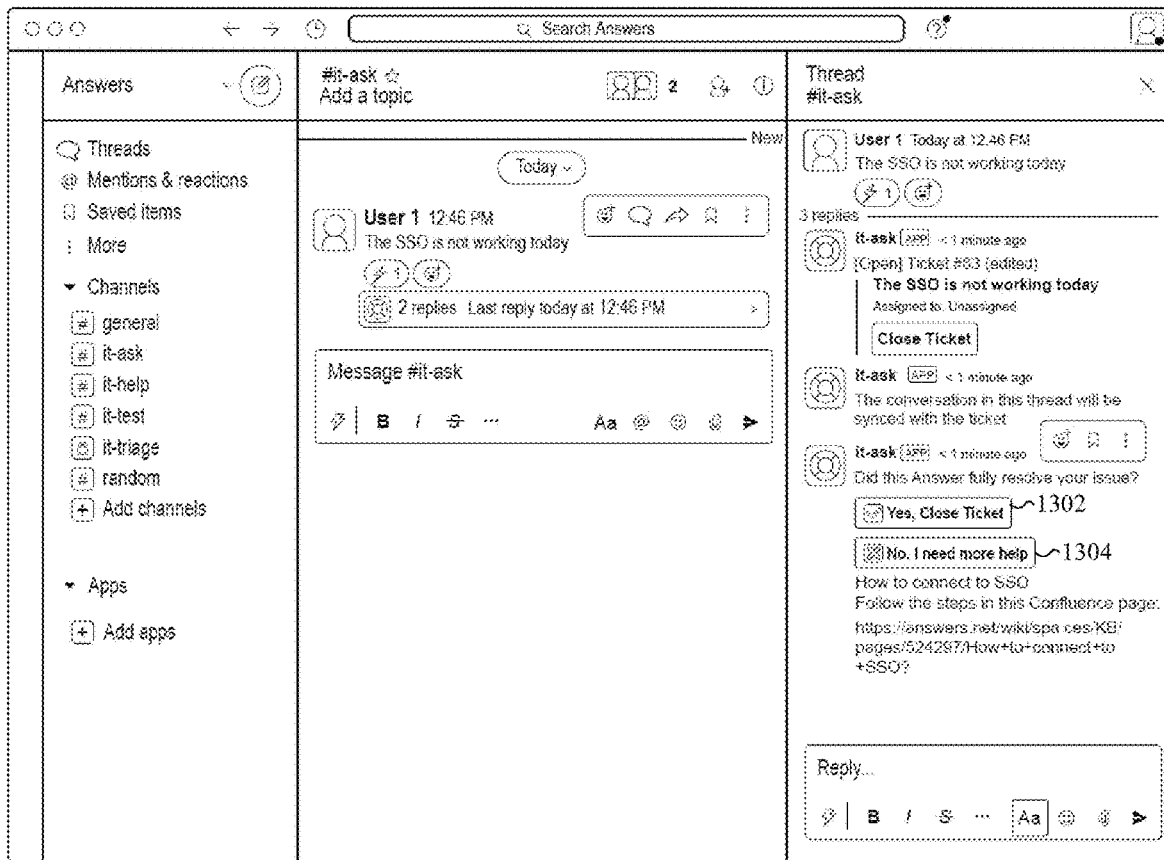 Search Answers
Answers
Threads
@ Mentions & reactions
Saved items
More
Channels
# general
# it-ask
# it-help
# it-test
it-triage
# random
+ Add channels
Apps
+ Add apps
#it-ask
Add a topic
2
New
Today
User 1 12:46 PM
The SSO is not working today
1
2 replies Last reply today at 12:46 PM >
Message #it-ask
B I S ... Aa @
Thread
#it-ask
User 1 Today at 12:46 PM
The SSO is not working today
1
3 replies
it-ask APP < 1 minute ago
[Open] Ticket #83 (edited)
The SSO is not working today
Assigned to: Unassigned
Close Ticket
it-ask APP < 1 minute ago
The conversation in this thread will be
synced with the ticket
it-ask APP < 1 minute ago
Did this Answer fully resolve your issue?
Yes, Close Ticket 1302
No. I need more help 1304
How to connect to SSO
Follow the steps in this Confluence page:
https://answers.net/wiki/spa ces/KB/
pages/524297/How+to+connect+to
+SSO?
Reply...
B I S ... Aa